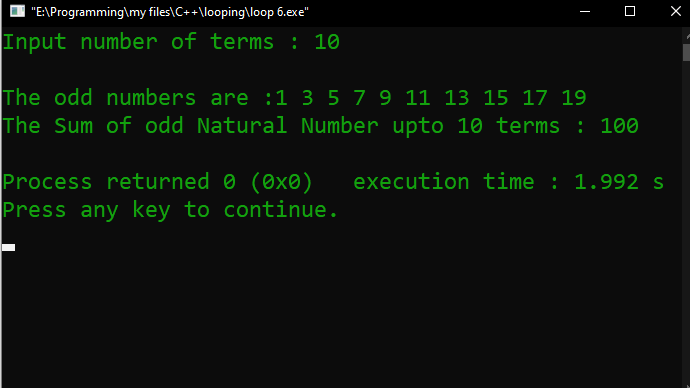 "E:\Programming\my files\C++\looping\loop 6.exe"
Input number of terms : 10
The odd numbers are :1 3 5 7 9 11 13 15 17 19
The Sum of odd Natural Number upto 10 terms : 100
Process returned 0 (0x0)   execution time : 1.992 s
Press any key to continue.